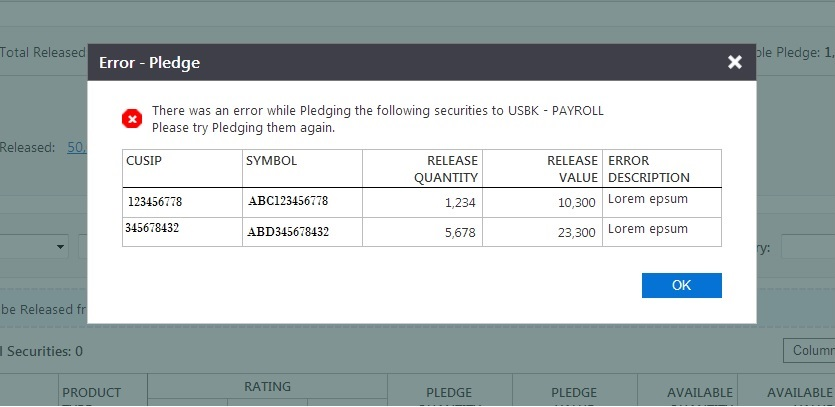 Total Released
ble Pledge: 1,
Error - Pledge
There was an error while Pledging the following securities to USBK - PAYROLL
Please try Pledging them again.
Released: 50,
CUSIP SYMBOL RELEASE QUANTITY RELEASE VALUE ERROR DESCRIPTION
123456778 ABC123456778 1,234 10,300 Lorem epsum
345678432 ABD345678432 5,678 23,300 Lorem epsum
ry:
OK
be Released fr
l Securities: 0
Column
PRODUCT RATING PLEDGE PLEDGE AVAILABLE AVAILABLE